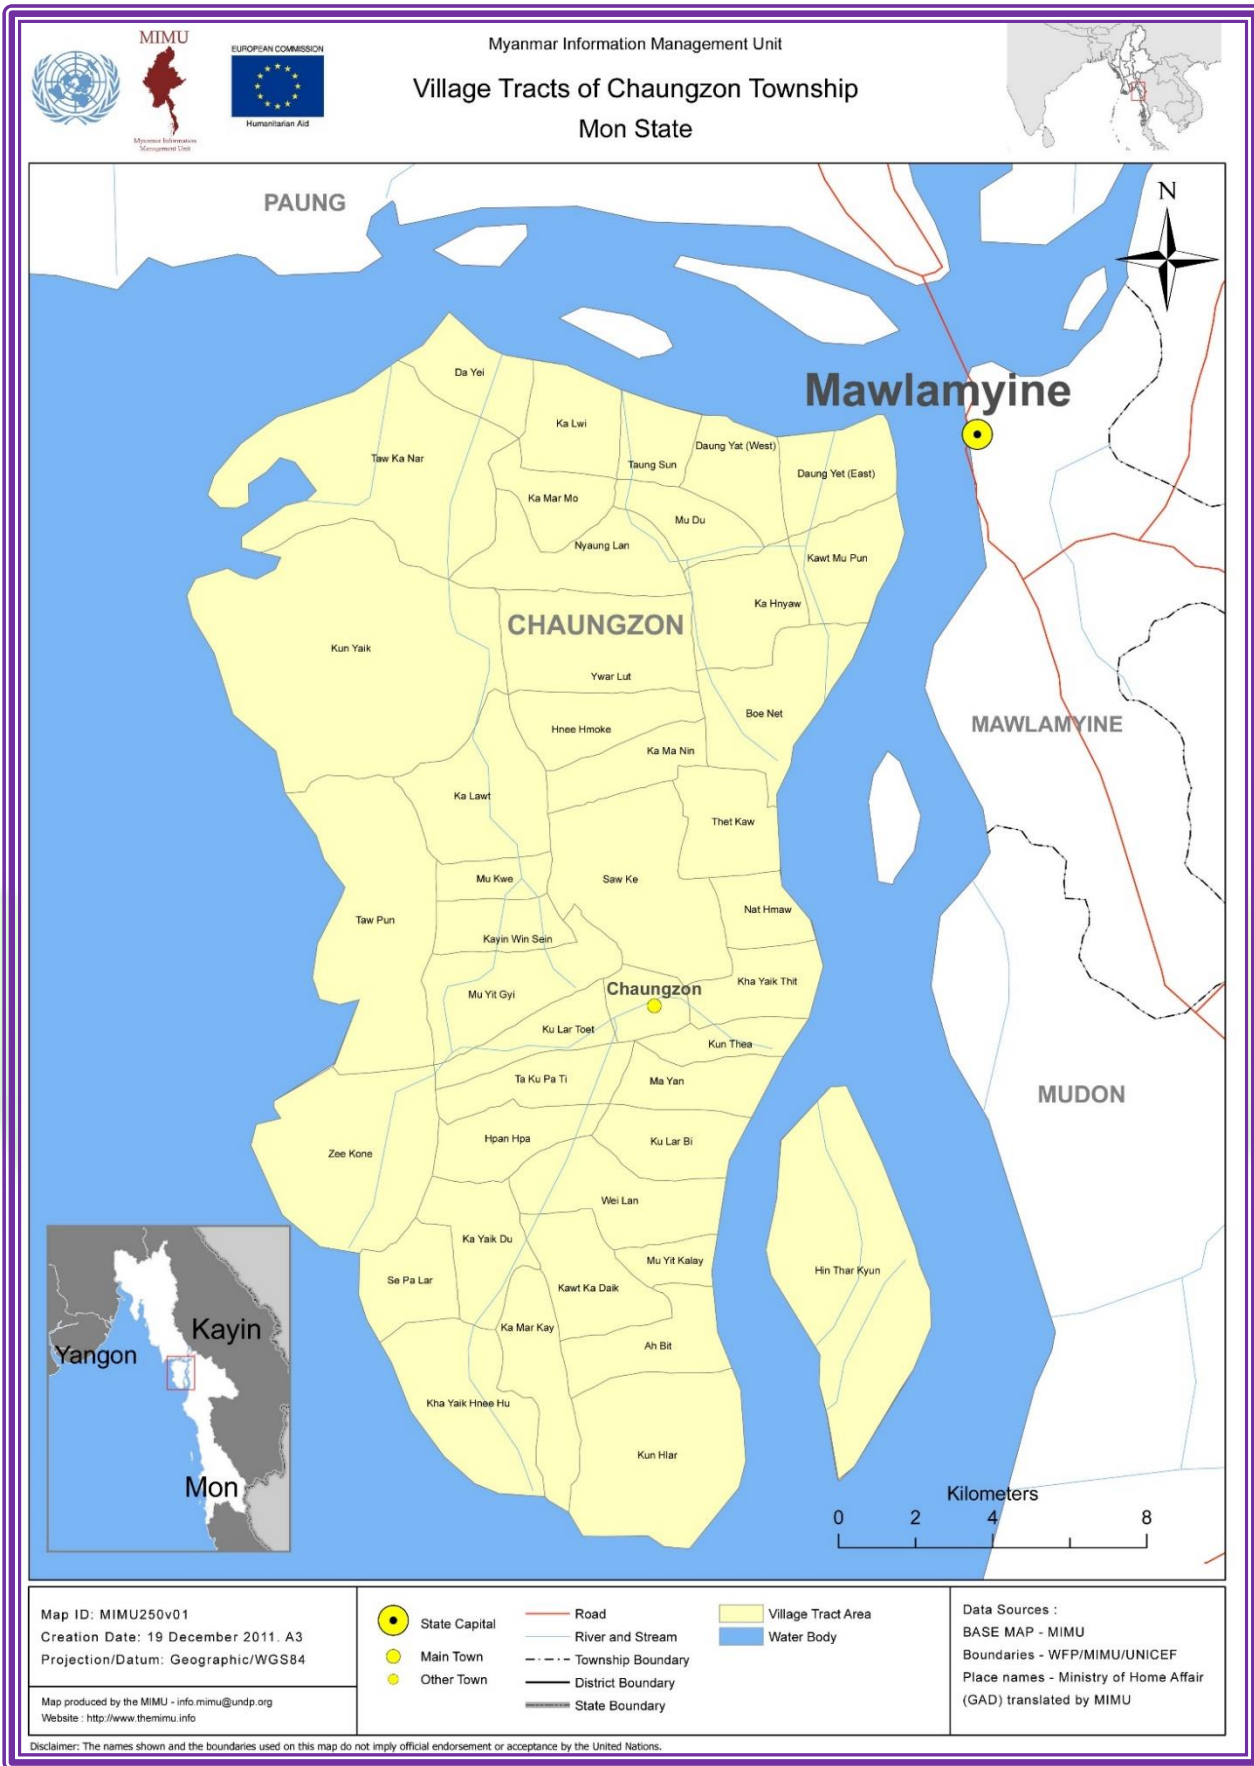 MIMU
Myanmar Information
Management Unit
EUROPEAN COMMISSION
Humanitarian Aid
Myanmar Information Management Unit
Village Tracts of Chaungzon Township
Mon State
PAUNG
N
Mawlamyine
Da Yei
Ka Lwi
Taw Ka Nar
Taung Sun
Daung Yat (West)
Daung Yet (East)
Ka Mar Mo
Mu Du
Nyaung Lan
Kawt Mu Pun
Ka Hnyaw
CHAUNGZON
Kun Yaik
Ywar Lut
Boe Net
MAWLAMYINE
Hnee Hmoke
Ka Ma Nin
Ka Lawt
Thet Kaw
Mu Kwe
Saw Ke
Taw Pun
Nat Hmaw
Kayin Win Sein
Kha Yaik Thit
Mu Yit Gyi
Chaungzon
Ku Lar Toet
Kun Thea
Ta Ku Pa Ti
Ma Yan
MUDON
Hpan Hpa
Ku Lar Bi
Zee Kone
Wei Lan
Ka Yaik Du
Mu Yit Kalay
Se Pa Lar
Kawt Ka Daik
Hin Thar Kyun
Ka Mar Kay
Ah Bit
Kha Yaik Hnee Hu
Kun Hlar
Kayin
Yangon
Mon
Kilometers
0 2 4 8
Map ID: MIMU250v01
Creation Date: 19 December 2011. A3
Projection/Datum: Geographic/WGS84
Map produced by the MIMU - info.mimu@undp.org
Website : http://www.themimu.info
State Capital
Main Town
Other Town
Road
River and Stream
Township Boundary
District Boundary
State Boundary
Village Tract Area
Water Body
Data Sources :
BASE MAP - MIMU
Boundaries - WFP/MIMU/UNICEF
Place names - Ministry of Home Affair
(GAD) translated by MIMU
Disclaimer: The names shown and the boundaries used on this map do not imply official endorsement or acceptance by the United Nations.